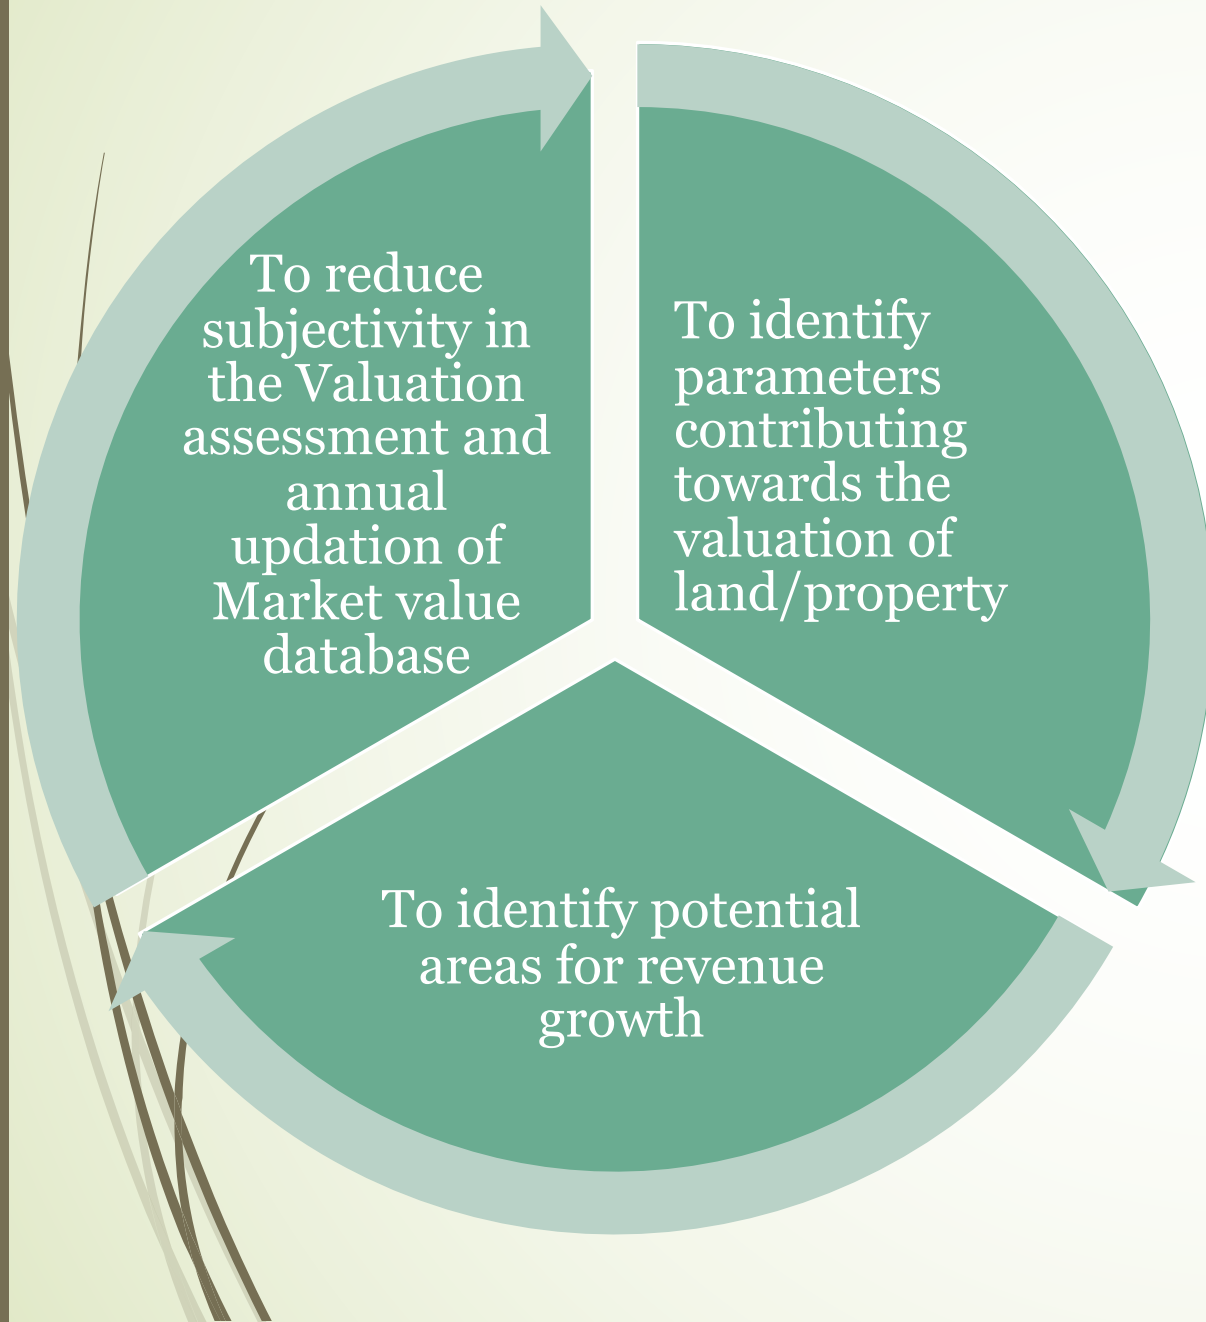 To reduce
subjectivity in
the Valuation
assessment and
annual
updation of
Market value
database
To identify
parameters
contributing
towards the
valuation of
land/property
To identify potential
areas for revenue
growth